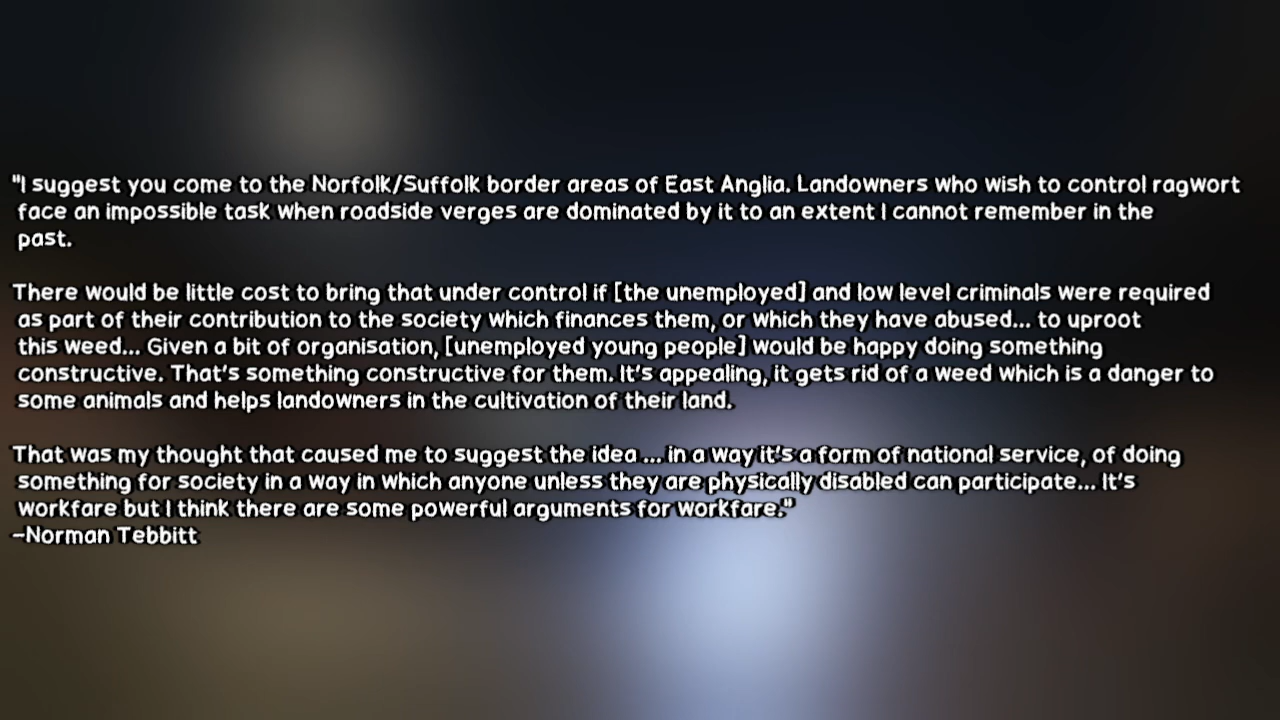 "I suggest you come to the Norfolk/Suffolk border areas of East Anglia. Landowners who wish to control ragwort
face an impossible task when roadside verges are dominated by it to an extent I cannot remember in the
past.
There would be little cost to bring that under control if [the unemployed] and low level criminals were required
as part of their contribution to the society which finances them, or which they have abused... to uproot
this weed... Given a bit of organisation, [unemployed young people] would be happy doing something
constructive. That's something constructive for them. It's appealing, it gets rid of a weed which is a danger to
some animals and helps landowners in the cultivation of their land.
That was my thought that caused me to suggest the idea ... in a way it's a form of national service, of doing
something for society in a way in which anyone unless they are physically disabled can participate... It's
workfare but I think there are some powerful arguments for workfare."
-Norman Tebbitt